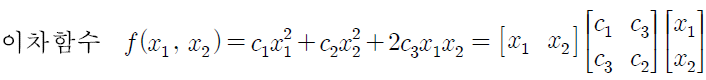 이차함수 f(x₁, x₂) = c₁x₁² + c₂x₂² + 2c₃x₁x₂ = [x₁ x₂] [c₁ c₃; c₃ c₂] [x₁; x₂]